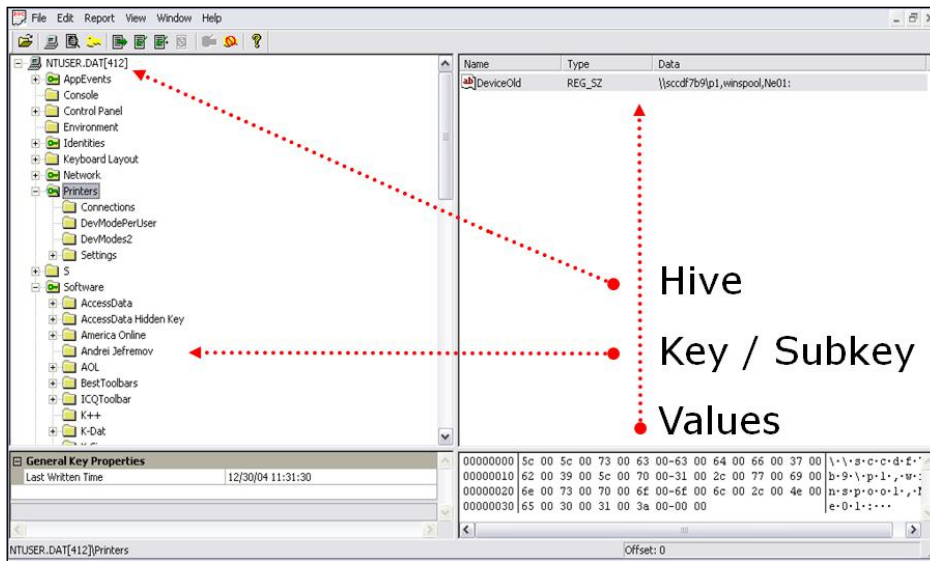 File Edit Report View Window Help
NTUSER.DAT[412]
AppEvents
Console
Control Panel
Environment
Identities
Keyboard Layout
Network
Printers
Connections
DevModePerUser
DevModes2
Settings
S
Software
AccessData
AccessData Hidden Key
America Online
Andrei Jefremov
AOL
BestToolbars
ICQToolbar
K++
K-Dat
Name Type Data
DeviceOld REG_SZ \\sccdf7b9\p1,winspool,Ne01:
Hive
Key / Subkey
Values
General Key Properties
Last Written Time 12/30/04 11:31:30
00000000 5c 00 5c 00 73 00 63 00-63 00 64 00 66 00 37 00 \·\·s·c·c·d·f·
00000010 62 00 39 00 5c 00 70 00-31 00 2c 00 77 00 69 00 b·9·\·p·1·,·w·i
00000020 6e 00 73 00 70 00 6f 00-6f 00 6c 00 2c 00 4e 00 n·s·p·o·o·l·,·N
00000030 65 00 30 00 31 00 3a 00-00 00 e·0·1·:···
NTUSER.DAT[412]\Printers Offset: 0